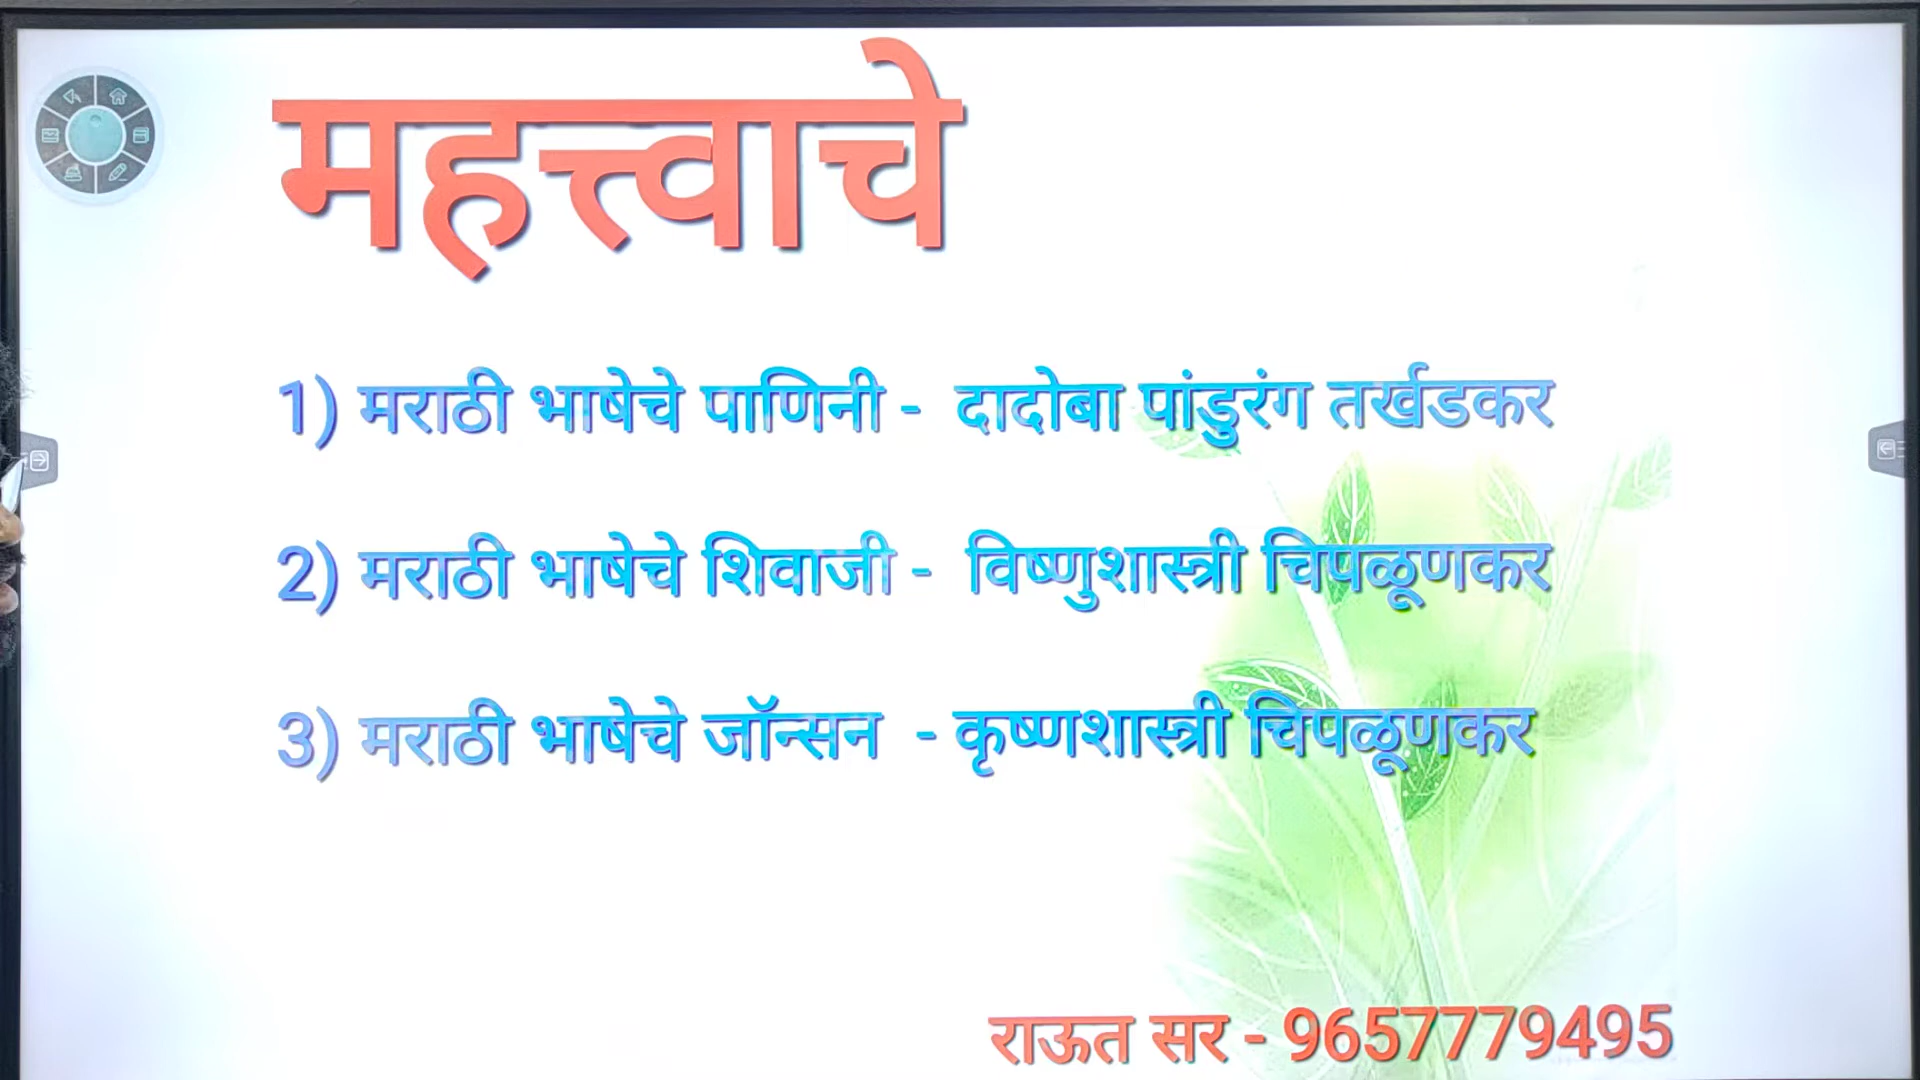 महत्त्वाचे
1) मराठी भाषेचे पाणिनी - दादोबा पांडुरंग तर्खडकर
2) मराठी भाषेचे शिवाजी - विष्णुशास्त्री चिपळूणकर
3) मराठी भाषेचे जॉन्सन - कृष्णशास्त्री चिपळूणकर
राऊत सर - 9657779495